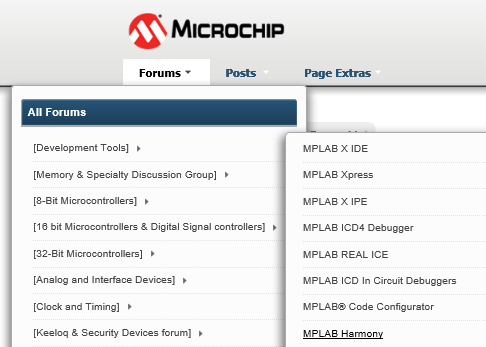 MICROCHIP
Forums
Posts
Page Extras
All Forums
[Development Tools]
[Memory & Specialty Discussion Group]
[8-Bit Microcontrollers]
[16 bit Microcontrollers & Digital Signal controllers]
[32-Bit Microcontrollers]
[Analog and Interface Devices]
[Clock and Timing]
[Keeloq & Security Devices forum]
MPLAB X IDE
MPLAB Xpress
MPLAB X IPE
MPLAB ICD4 Debugger
MPLAB REAL ICE
MPLAB ICD In Circuit Debuggers
MPLAB® Code Configurator
MPLAB Harmony